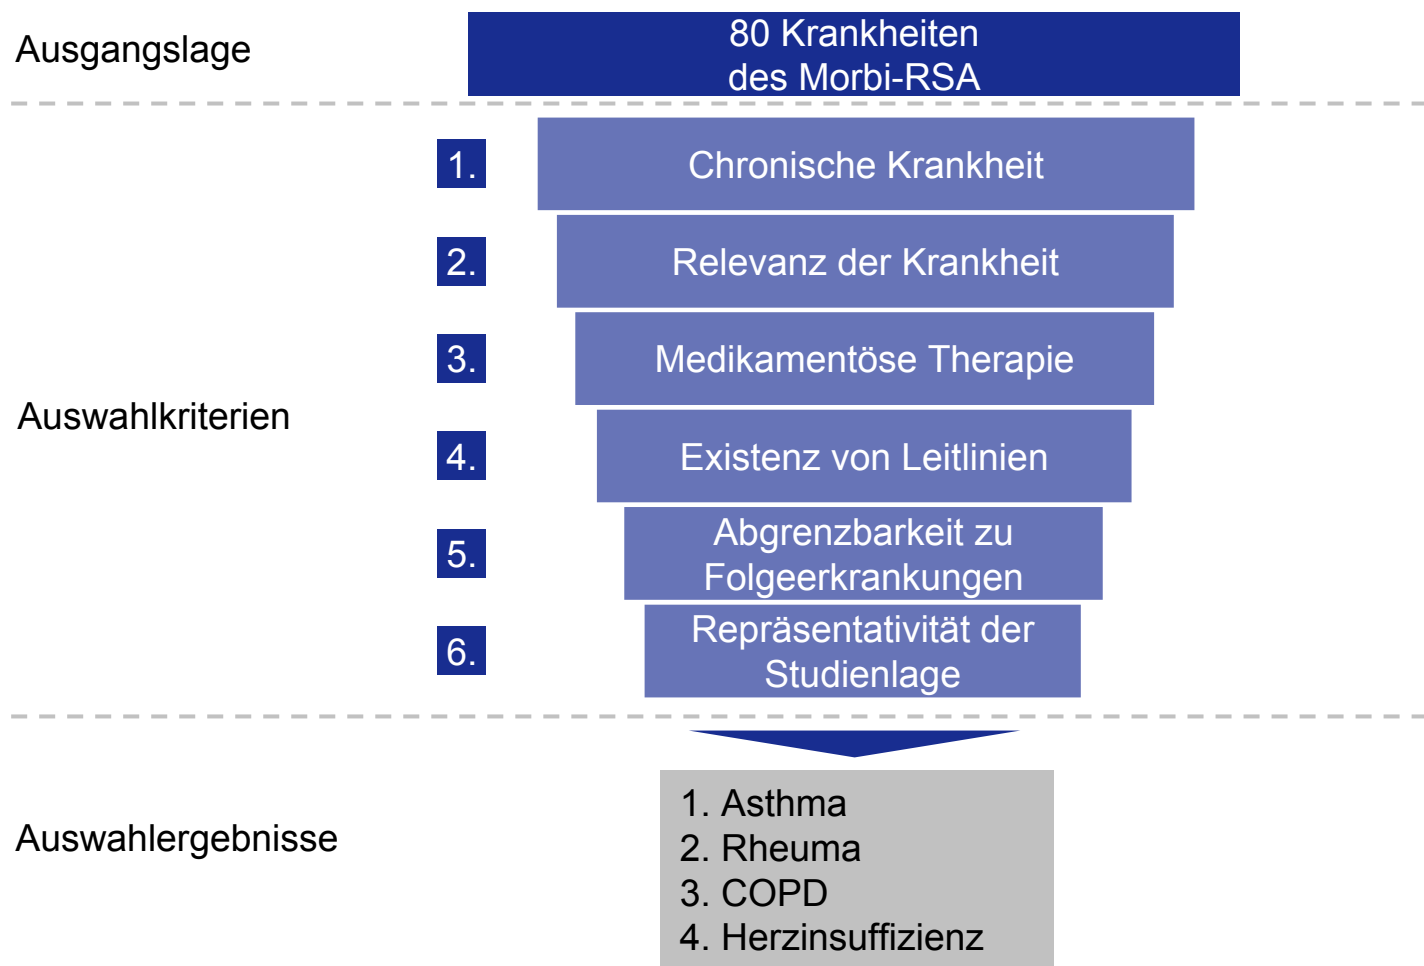 Ausgangslage
80 Krankheiten
des Morbi-RSA
1.
Chronische Krankheit
2.
Relevanz der Krankheit
3.
Medikamentöse Therapie
Auswahlkriterien
4.
Existenz von Leitlinien
5.
Abgrenzbarkeit zu
Folgeerkrankungen
6.
Repräsentativität der
Studienlage
Auswahlergebnisse
1. Asthma
2. Rheuma
3. COPD
4. Herzinsuffizienz